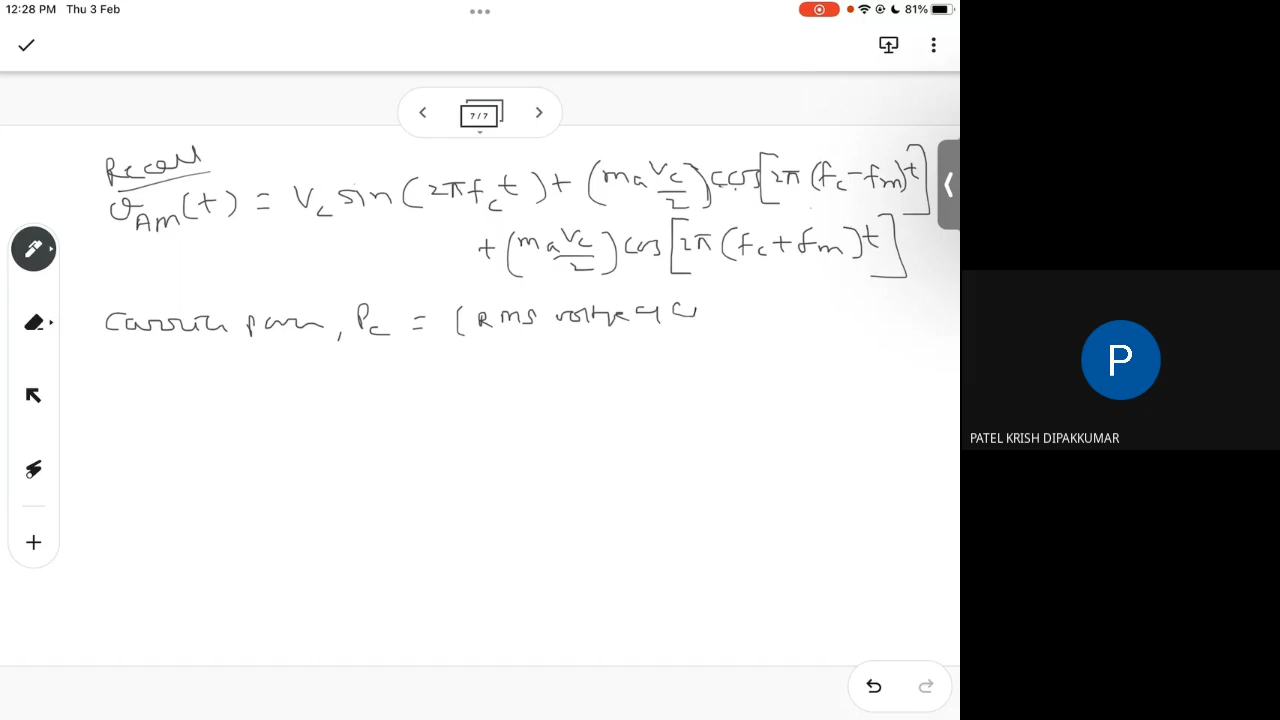 12:28 PM Thu 3 Feb 81%
7/7
Recall
v_AM(t) = V_c sin(2πf_c t) + (m_a V_c/2) cos[2π(f_c-f_m)t]
+ (m_a V_c/2) cos[2π(f_c+f_m)t]
Carrier power, P_c = (RMS voltage of
P
PATEL KRISH DIPAKKUMAR